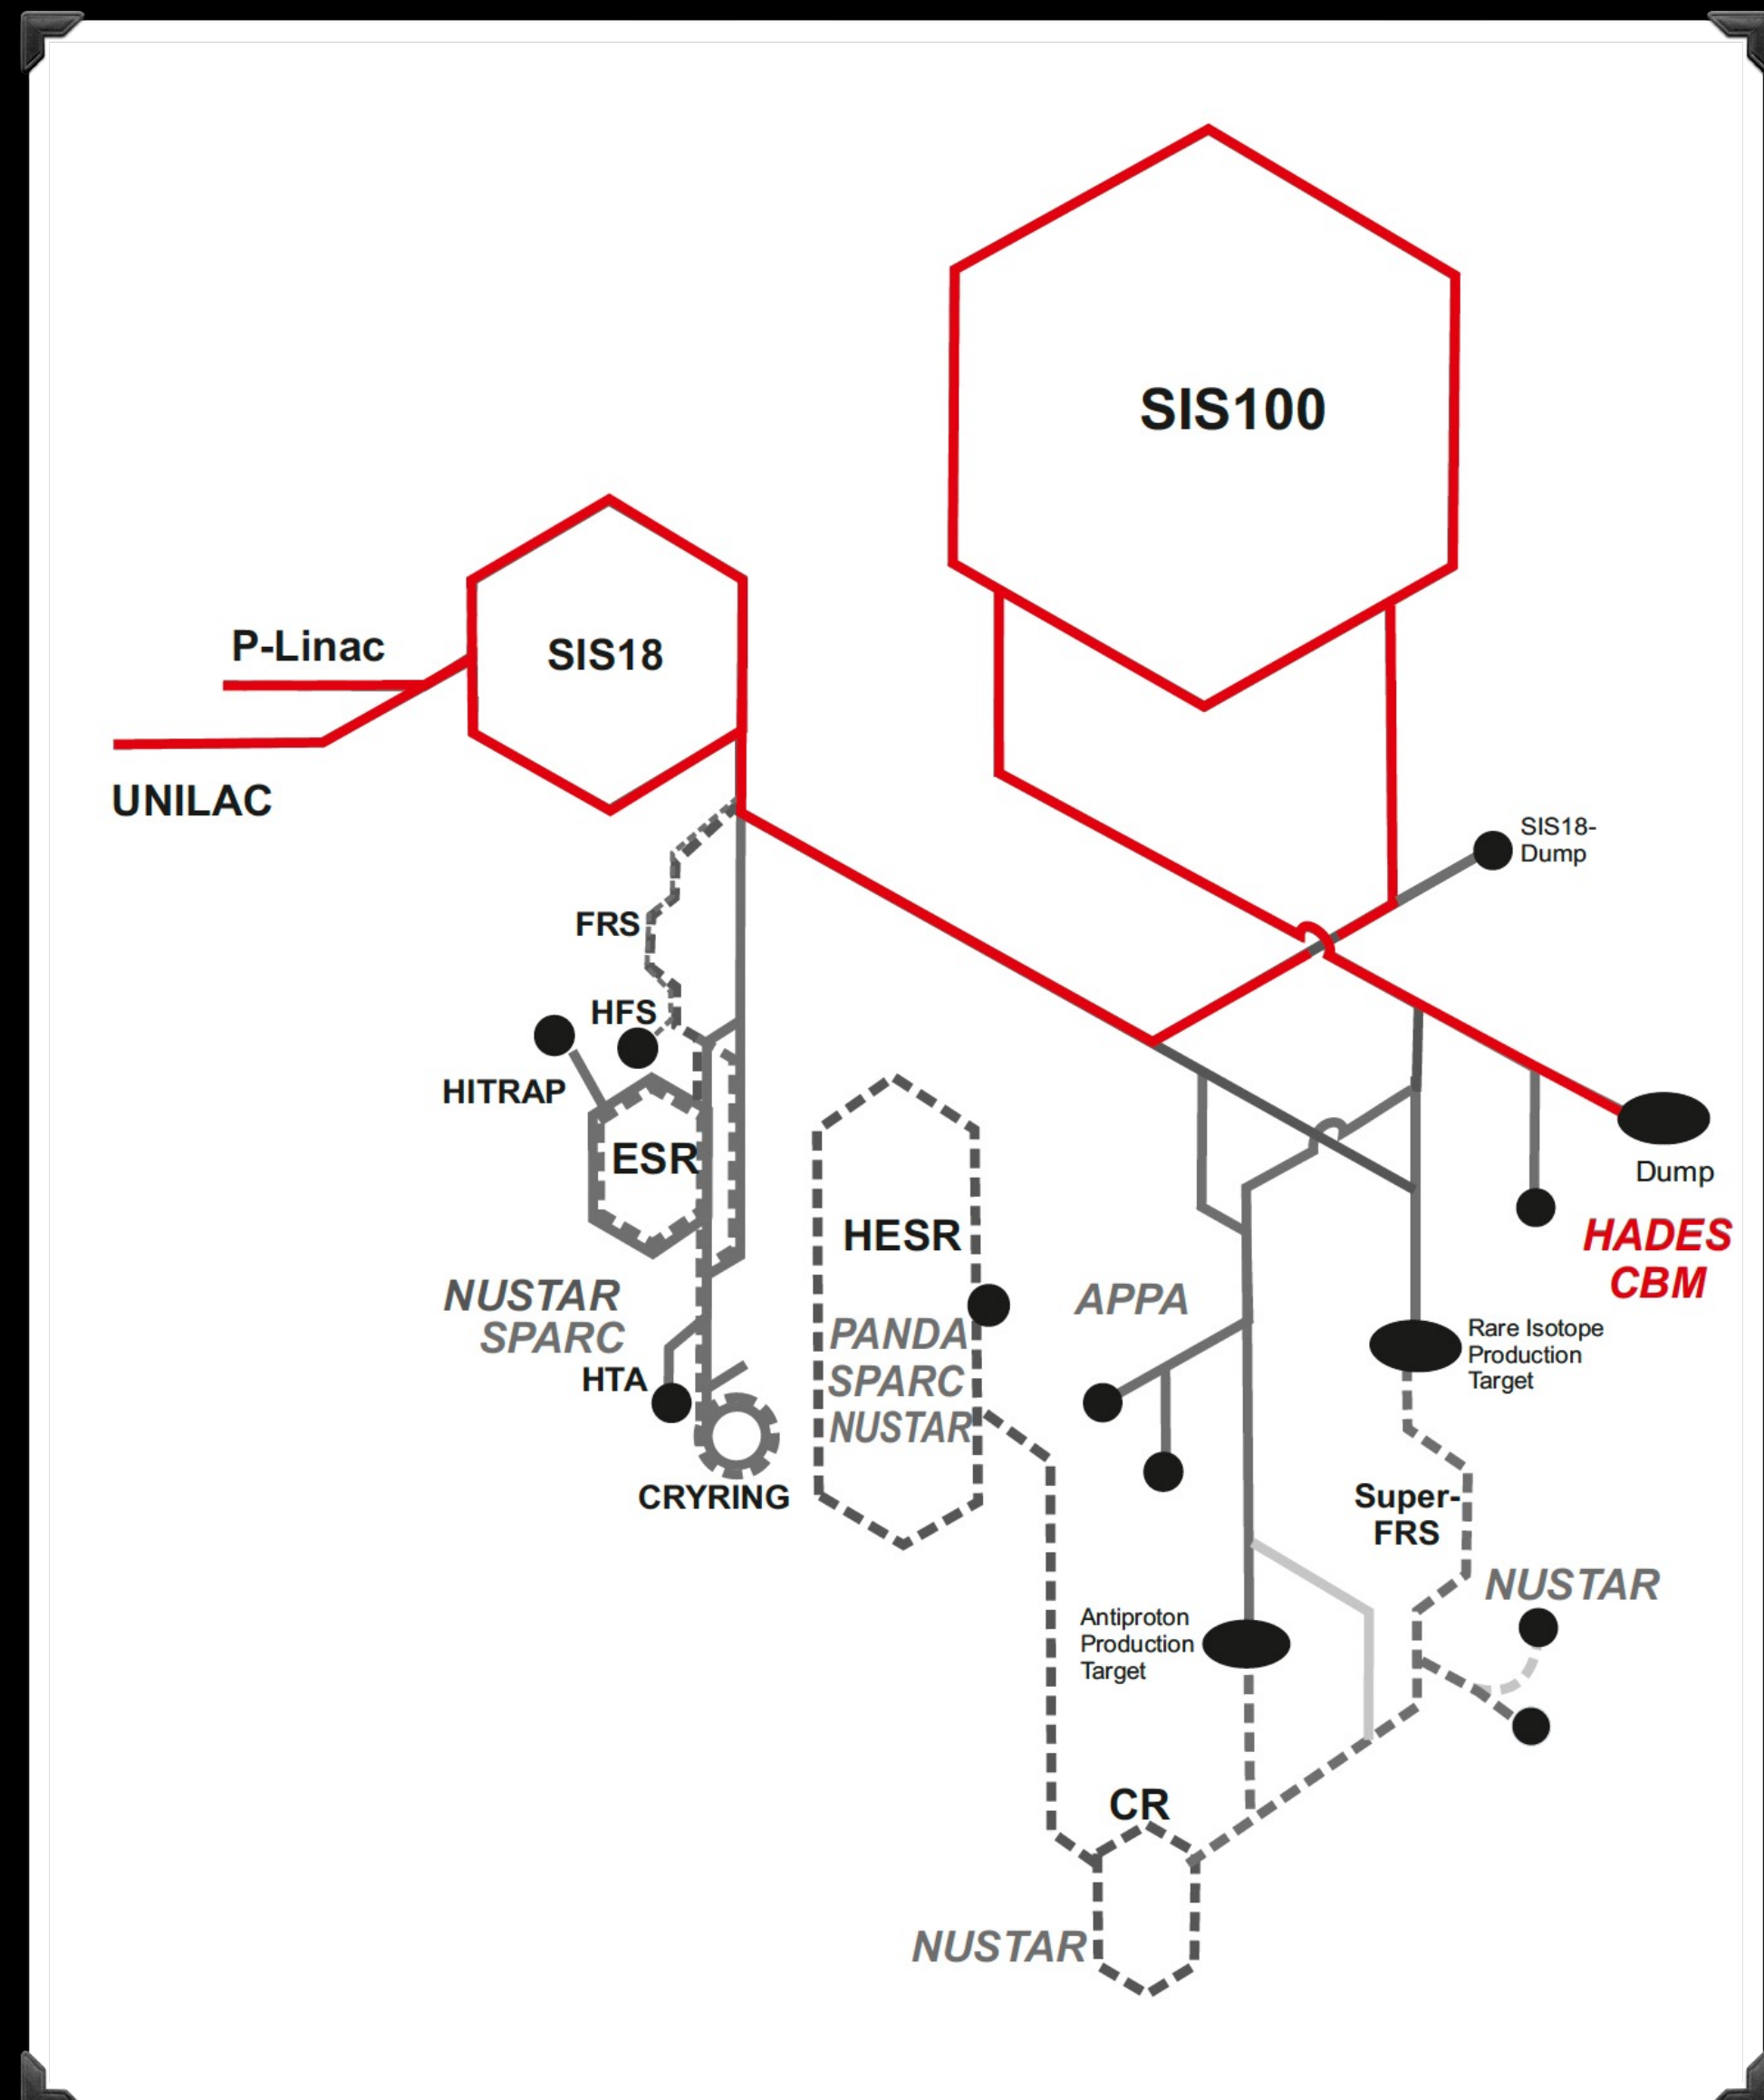 SIS100
P-Linac
SIS18
UNILAC
SIS18-
Dump
FRS
HFS
HITRAP
ESR
Dump
HESR
HADES
CBM
NUSTAR
SPARC
APPA
PANDA
SPARC
NUSTAR
Rare Isotope
Production
Target
HTA
CRYRING
Super-
FRS
NUSTAR
Antiproton
Production
Target
CR
NUSTAR